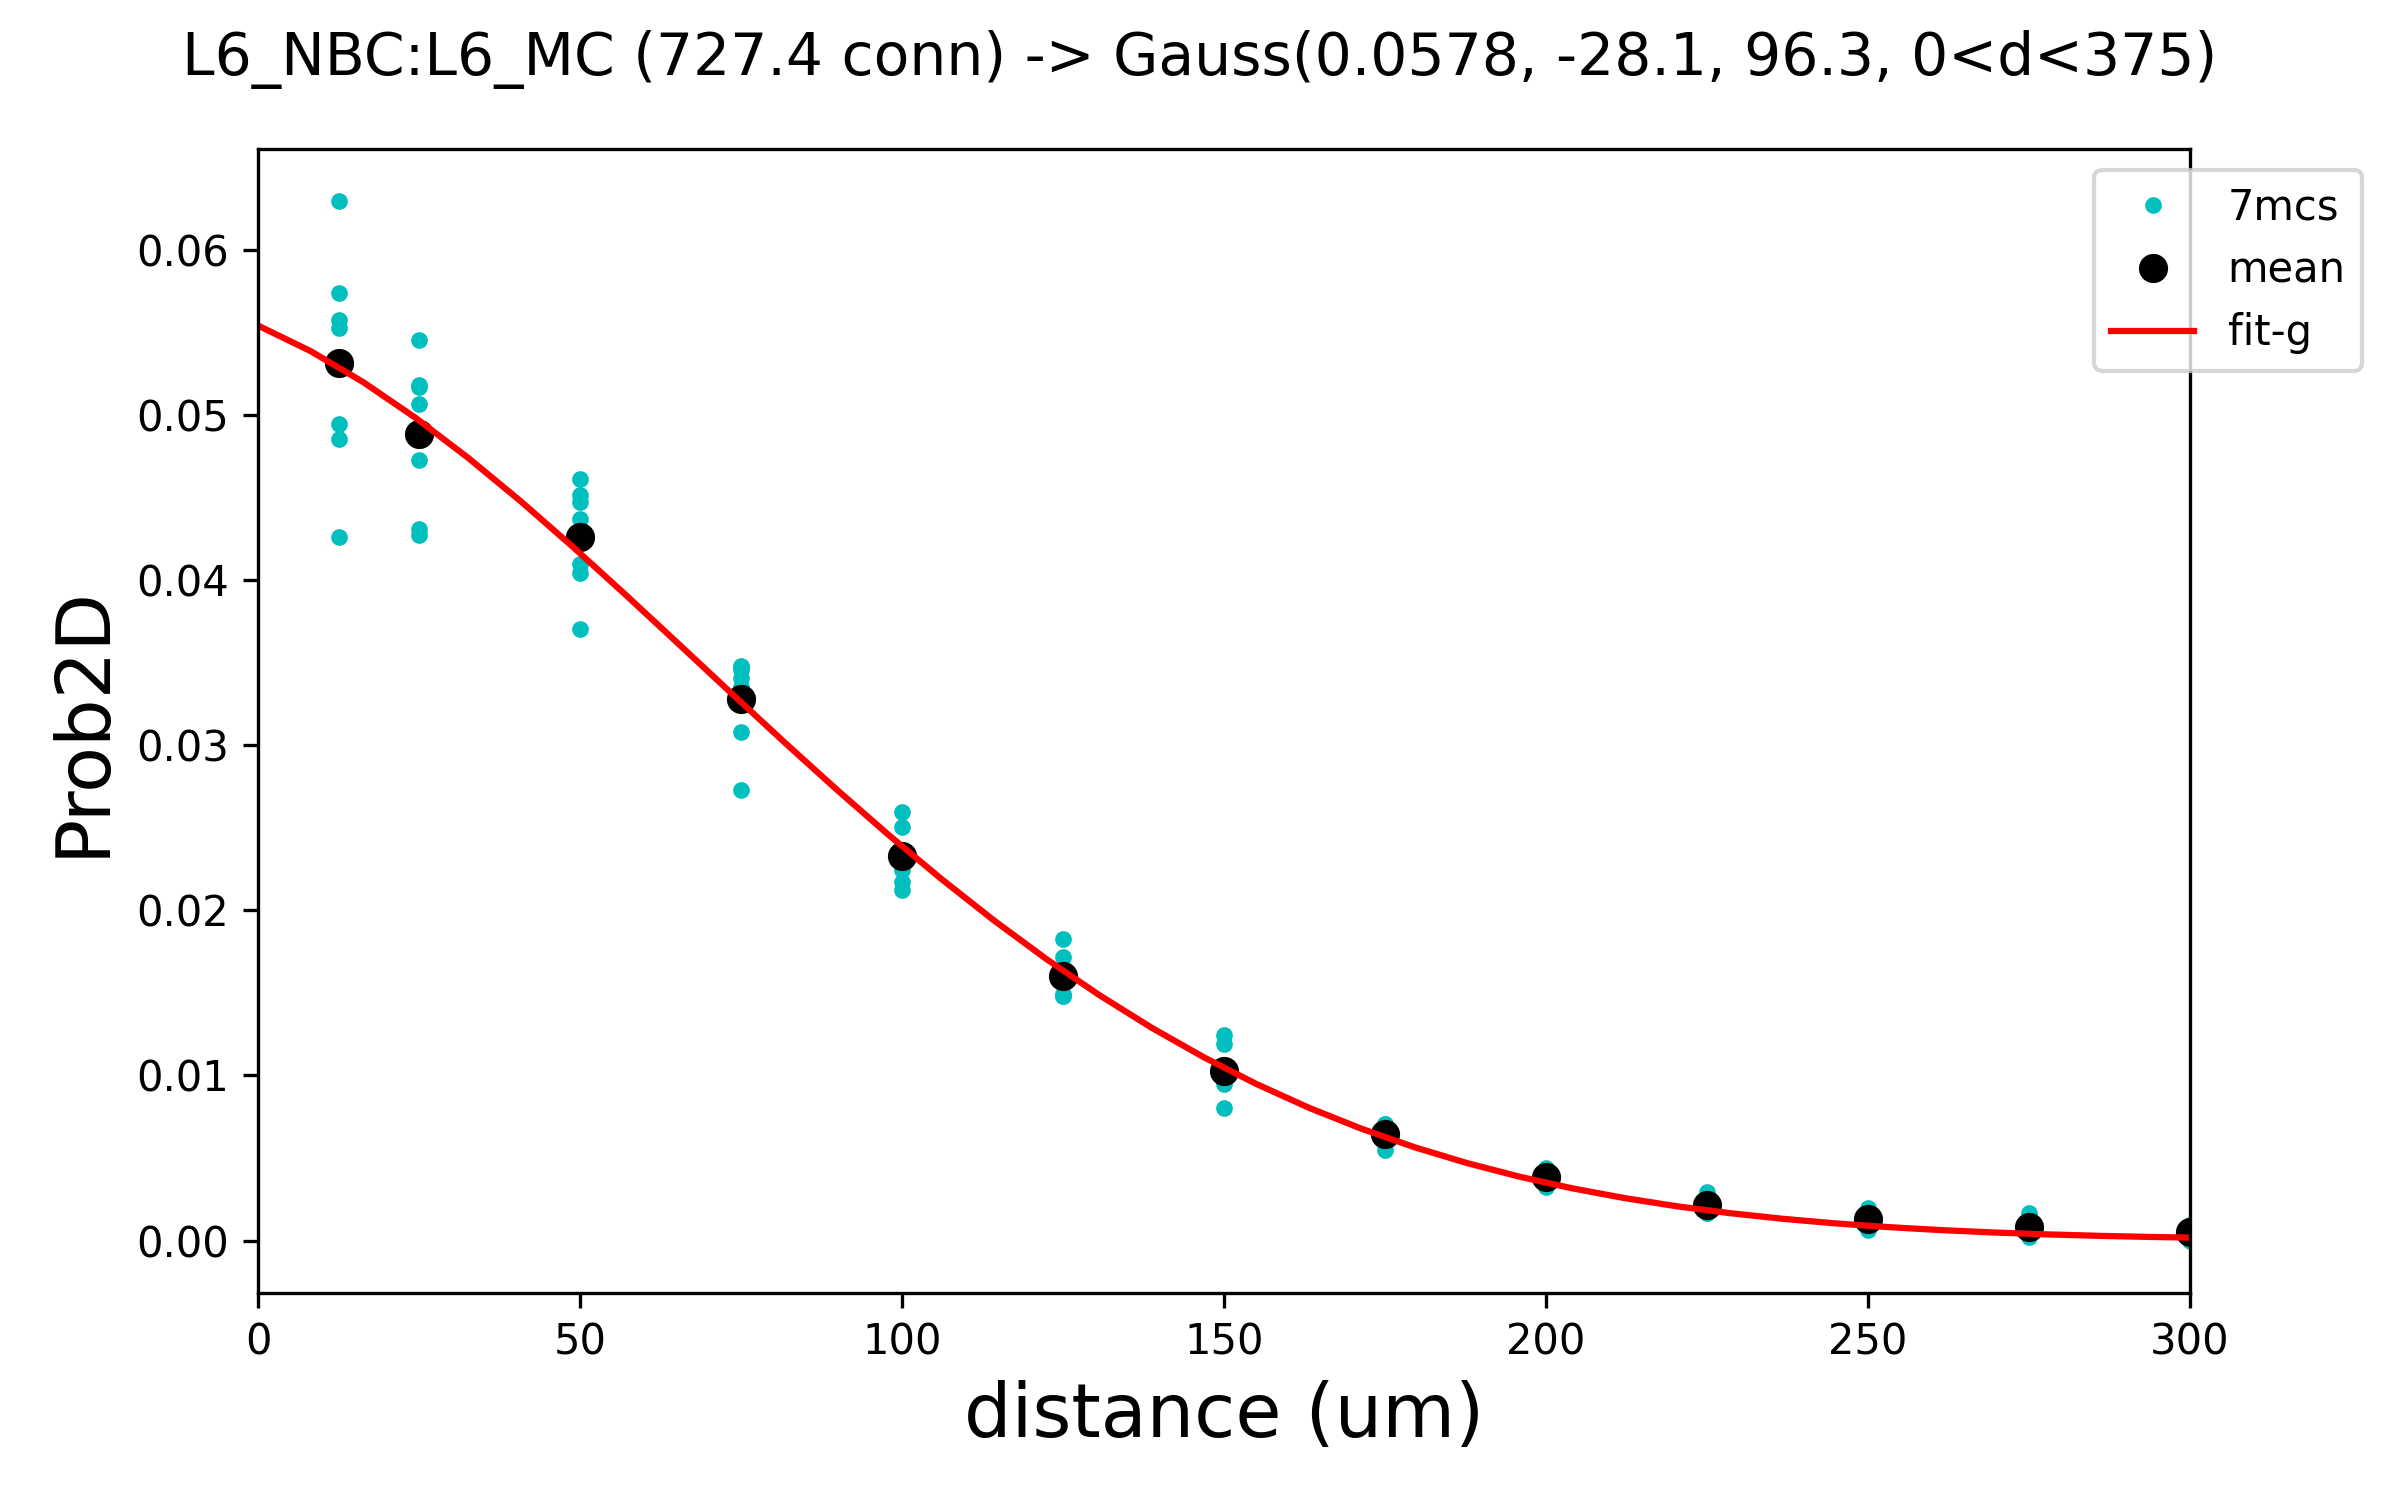 L6_NBC:L6_MC (727.4 conn) -> Gauss(0.0578, -28.1, 96.3, 0<d<375)
7mcs
mean
fit-g
0.06
0.05
0.04
0.03
0.02
0.01
0.00
Prob2D
0 50 100 150 200 250 300
distance (um)